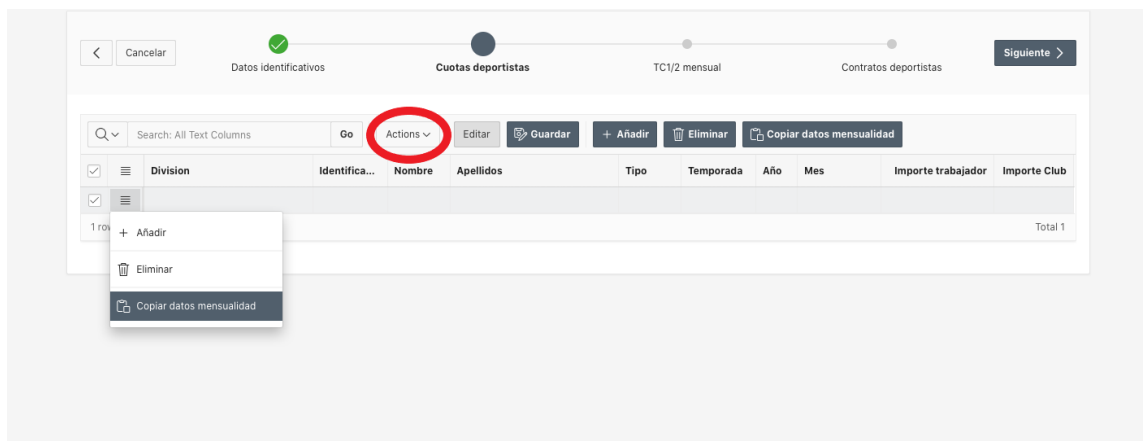 Cancelar
Siguiente
Datos identificativos
Cuotas deportistas
TC1/2 mensual
Contratos deportistas
Search: All Text Columns
Go
Actions
Editar
Guardar
Añadir
Eliminar
Copiar datos mensualidad
Division
Identifica...
Nombre
Apellidos
Tipo
Temporada
Año
Mes
Importe trabajador
Importe Club
Total 1
Añadir
Eliminar
Copiar datos mensualidad